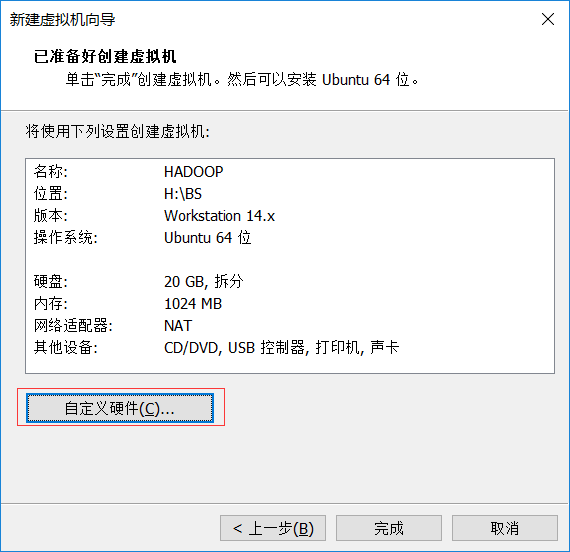 新建虚拟机向导
已准备好创建虚拟机
单击“完成”创建虚拟机。然后可以安装 Ubuntu 64 位。
将使用下列设置创建虚拟机:
名称: HADOOP
位置: H:\BS
版本: Workstation 14.x
操作系统: Ubuntu 64 位
硬盘: 20 GB, 拆分
内存: 1024 MB
网络适配器: NAT
其他设备: CD/DVD, USB 控制器, 打印机, 声卡
自定义硬件(C)...
< 上一步(B) 完成 取消